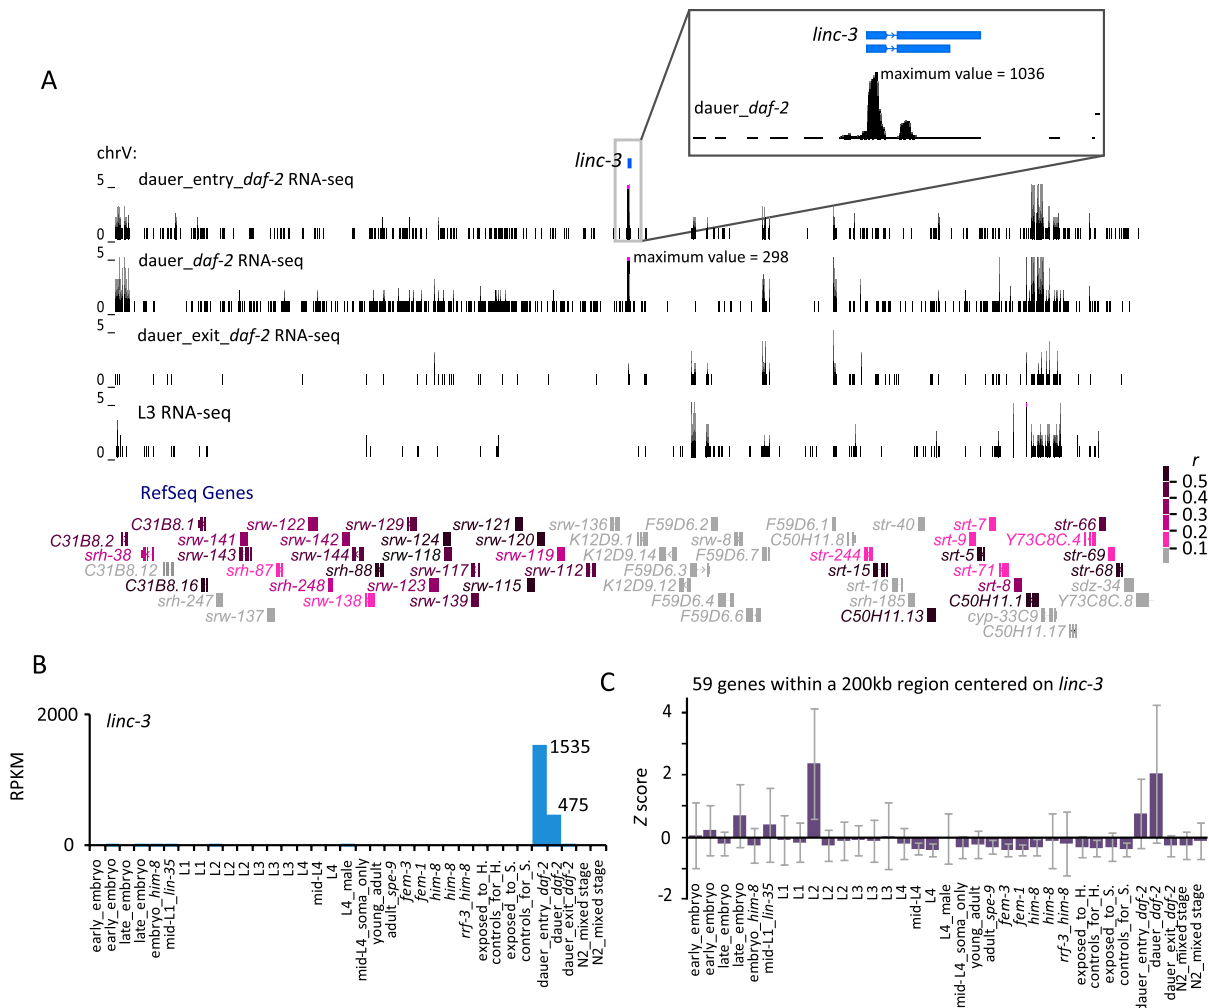 A
linc-3
maximum value = 1036
dauer_daf-2
chrV:
linc-3
5
dauer_entry_daf-2 RNA-seq
0
5
dauer_daf-2 RNA-seq
maximum value = 298
0
5
dauer_exit_daf-2 RNA-seq
0
5
L3 RNA-seq
0
RefSeq Genes
r
0.5
0.4
0.3
0.2
0.1
C31B8.1 srw-122 srw-129 srw-121 srw-136 F59D6.2 F59D6.1 str-40 srt-7 str-66
C31B8.2 srw-141 srw-142 srw-124 srw-120 K12D9.1 srw-8 C50H11.8 srt-9 Y73C8C.4
srh-38 srw-143 srw-144 srw-118 srw-119 K12D9.14 F59D6.7 str-244 srt-5 str-69
C31B8.12 srh-87 srh-88 srw-117 srw-112 F59D6.3 str-15 srt-71 str-68
C31B8.16 srh-248 srw-123 srw-115 K12D9.12 srt-16 srt-8 sdz-34
srh-247 srw-138 srw-139 F59D6.4 srh-185 C50H11.1 Y73C8C.8
srw-137 F59D6.6 C50H11.13 cyp-33C9
C50H11.17
B
linc-3
2000
RPKM
0
1535
475
early_embryo
early_embryo
late_embryo
late_embryo
embryo_him-8
mid-L1_lin-35
L1
L1
L2
L2
L2
L3
L3
L3
L4
mid-L4
L4
L4_male
mid-L4_soma_only
young_adult
adult_spe-9
fem-3
fem-1
him-8
him-8
rrf-3_him-8
exposed_to_H.
controls_for_H.
exposed_to_S.
controls_for_S.
dauer_entry_daf-2
dauer_daf-2
dauer_exit_daf-2
N2_mixed stage
N2_mixed stage
C
59 genes within a 200kb region centered on linc-3
Z score
4
2
0
-2
early_embryo
early_embryo
late_embryo
late_embryo
embryo_him-8
mid-L1_lin-35
L1
L1
L2
L2
L2
L3
L3
L3
L4
mid-L4
L4
L4_male
mid-L4_soma_only
young_adult
adult_spe-9
fem-3
fem-1
him-8
him-8
rrf-3_him-8
exposed_to_H.
controls_for_H.
exposed_to_S.
controls_for_S.
dauer_entry_daf-2
dauer_daf-2
dauer_exit_daf-2
N2_mixed stage
N2_mixed stage